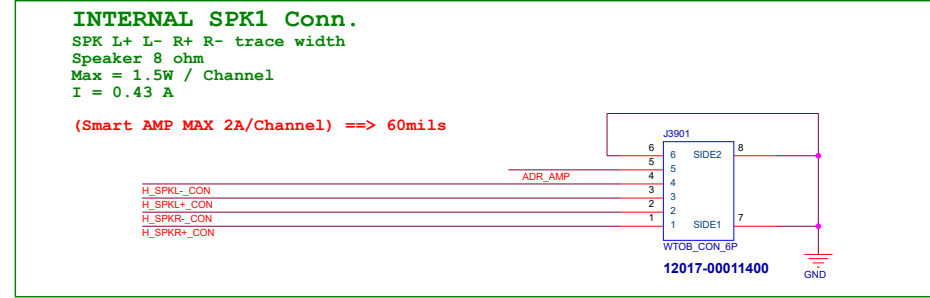 INTERNAL SPK1 Conn.
SPK L+ L- R+ R- trace width
Speaker 8 ohm
Max = 1.5W / Channel
I = 0.43 A
(Smart AMP MAX 2A/Channel) ==> 60mils
J3901
6 6 SIDE2 8
5 5
ADR_AMP 4 4
H_SPKL-_CON 3 3
H_SPKL+_CON 2 2
H_SPKR-_CON 1 1 SIDE1 7
H_SPKR+_CON
WTOB_CON_6P
12017-00011400
GND